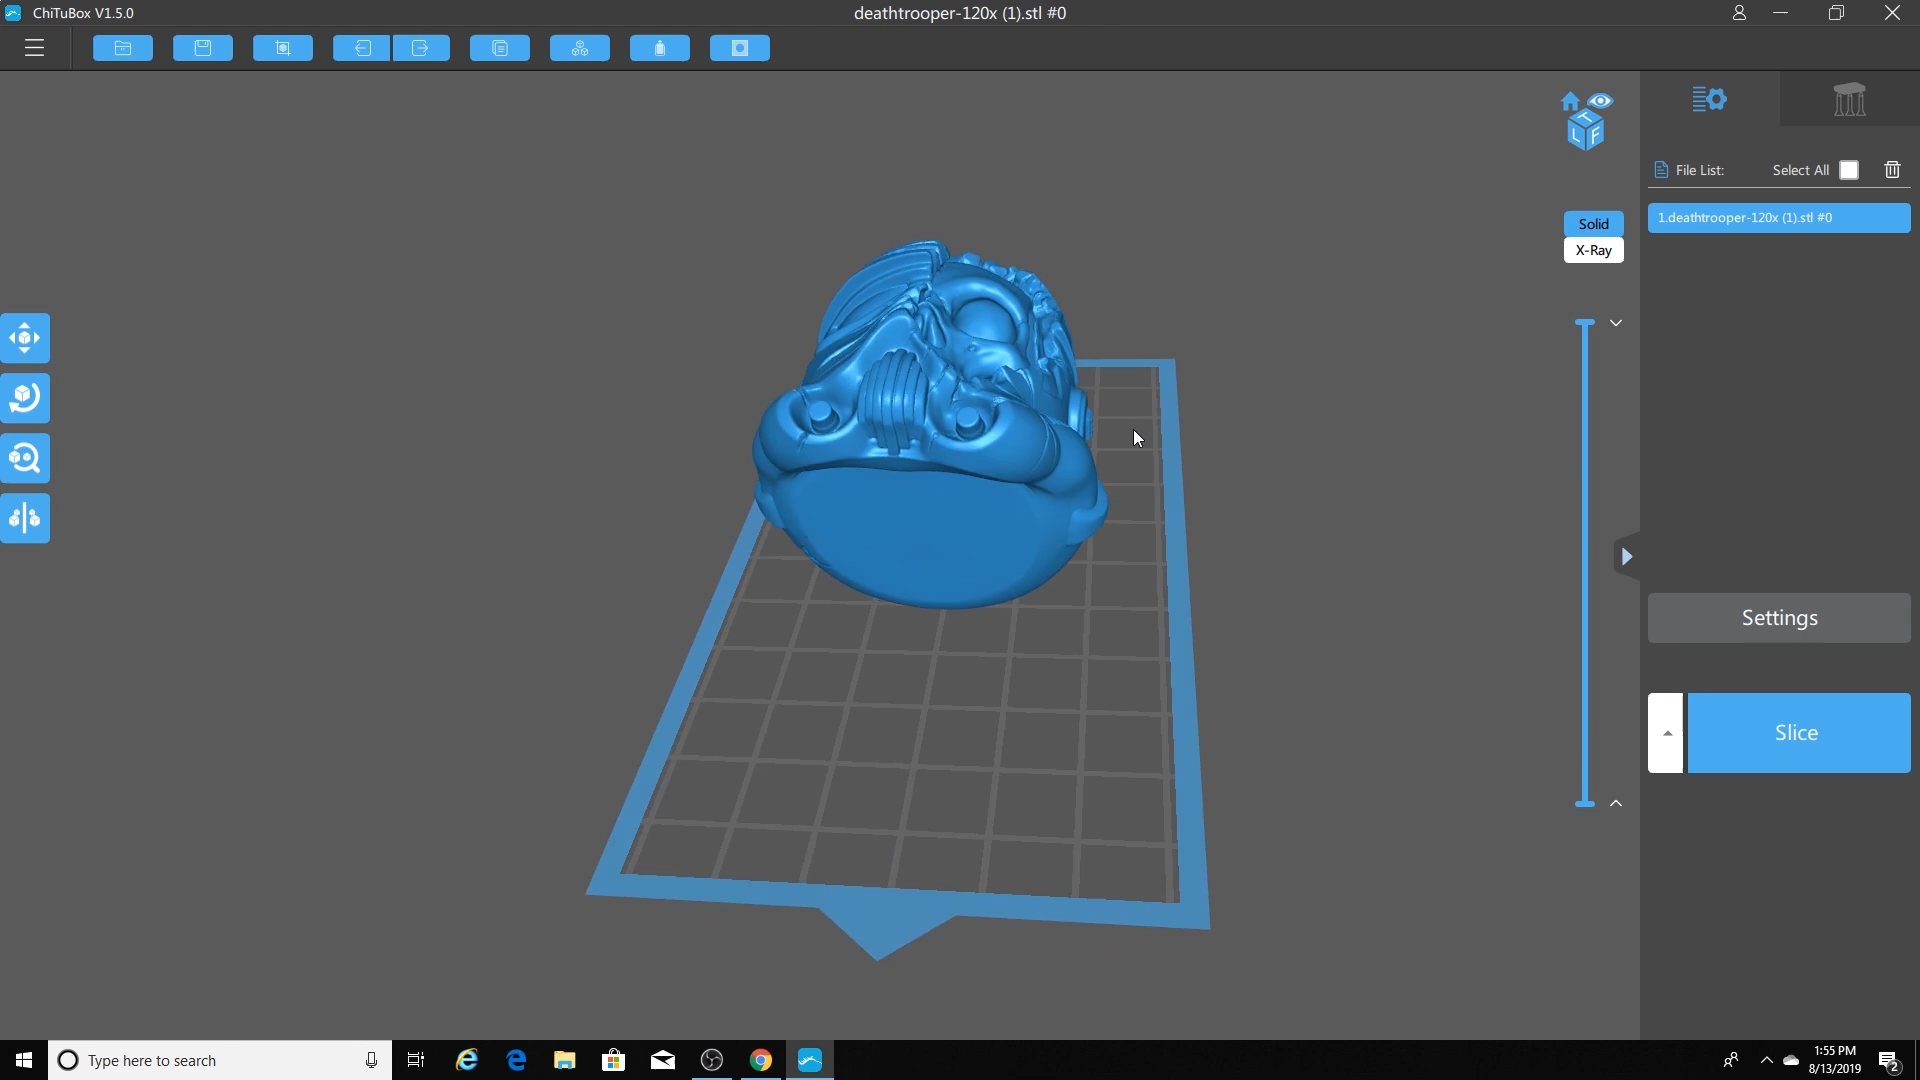 ChiTuBox V1.5.0
deathtrooper-120x (1).stl #0
T
L F
File List:
Select All
1.deathtrooper-120x (1).stl #0
Solid
X-Ray
Settings
Slice
Type here to search
1:55 PM
8/13/2019
2